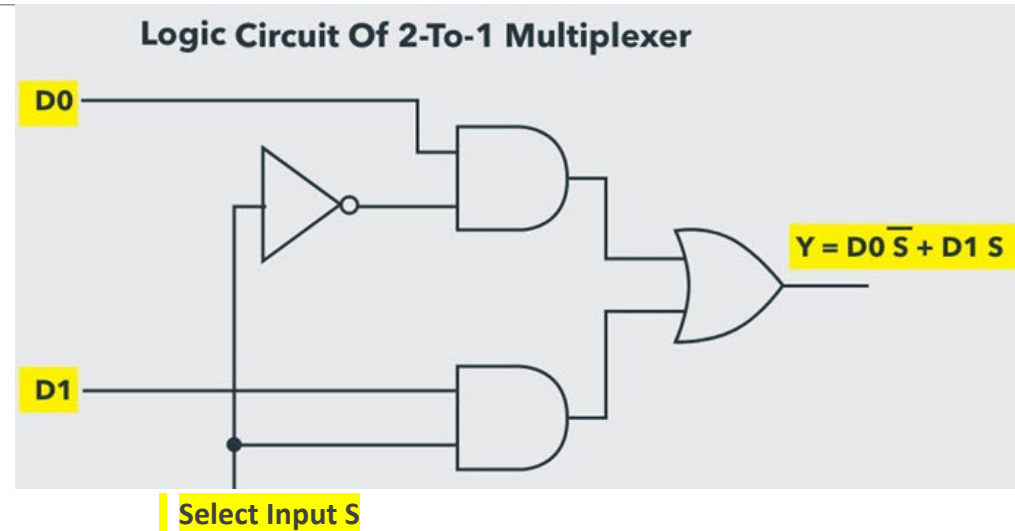 Logic Circuit Of 2-To-1 Multiplexer
D0
Y = D0 S̅ + D1 S
D1
Select Input S